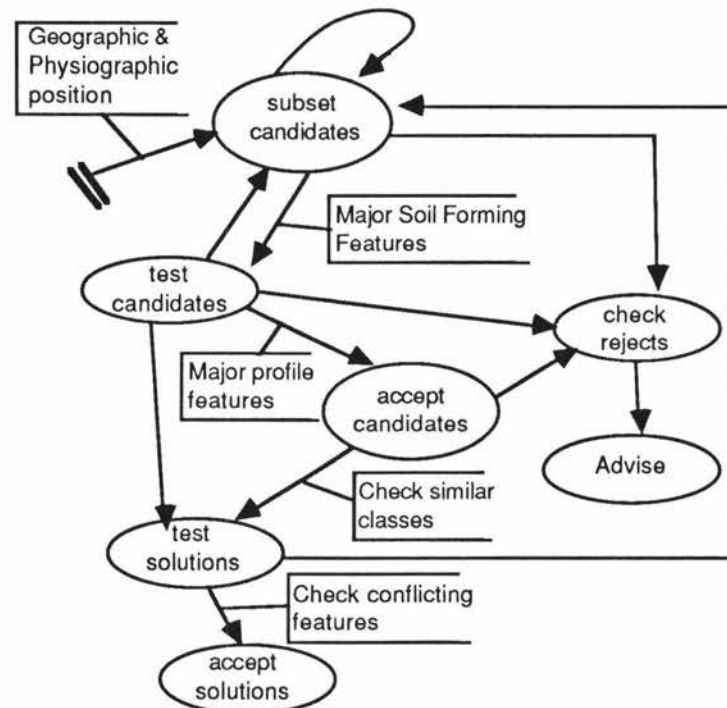 Geographic &
Physiographic
position
subset
candidates
Major Soil Forming
Features
test
candidates
check
rejects
Major profile
features
accept
candidates
Advise
Check similar
classes
test
solutions
Check conflicting
features
accept
solutions